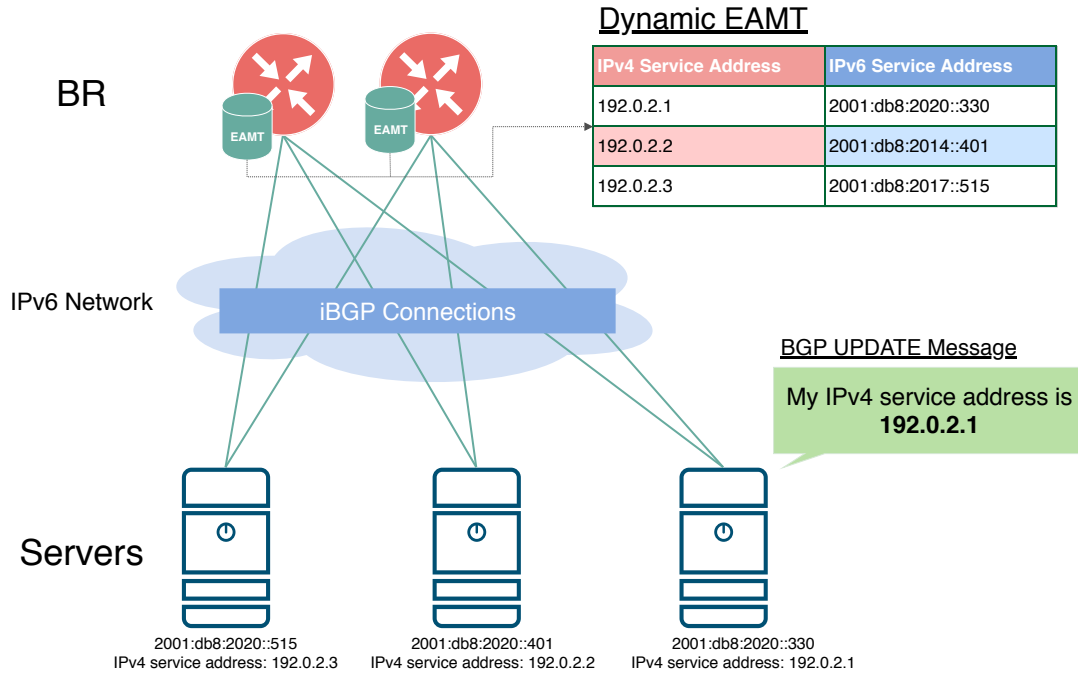 Dynamic EAMT
IPv4 Service Address IPv6 Service Address
192.0.2.1 2001:db8:2020::330
192.0.2.2 2001:db8:2014::401
192.0.2.3 2001:db8:2017::515
BR
EAMT
EAMT
IPv6 Network
iBGP Connections
BGP UPDATE Message
My IPv4 service address is
192.0.2.1
Servers
2001:db8:2020::515
IPv4 service address: 192.0.2.3
2001:db8:2020::401
IPv4 service address: 192.0.2.2
2001:db8:2020::330
IPv4 service address: 192.0.2.1